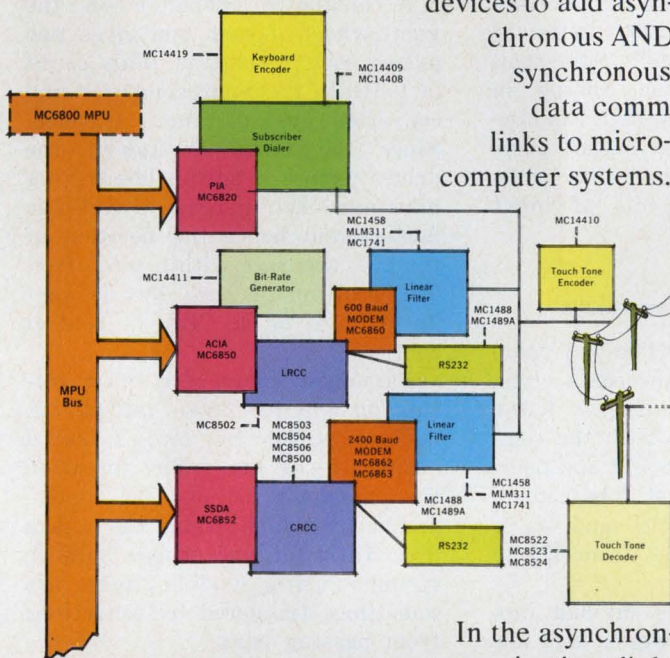 devices to add asyn-
chronous AND
synchronous
data comm
links to micro-
computer systems.
MC14419
Keyboard
Encoder
MC14409
MC14408
MC6800 MPU
Subscriber
Dialer
PIA
MC6820
MC1458
MLM311
MC1741
MC14410
MC14411
Bit-Rate
Generator
Linear
Filter
Touch Tone
Encoder
600 Baud
MODEM
MC6860
MC1488
MC1489A
ACIA
MC6850
LRCC
RS232
MPU
Bus
MC8502
MC8503
MC8504
MC8506
MC8500
2400 Baud
MODEM
MC6862
MC6863
Linear
Filter
MC1458
MLM311
MC1741
SSDA
MC6852
CRCC
MC1488
MC1489A
RS232
MC8522
MC8523
MC8524
Touch Tone
Decoder
In the asynchron-